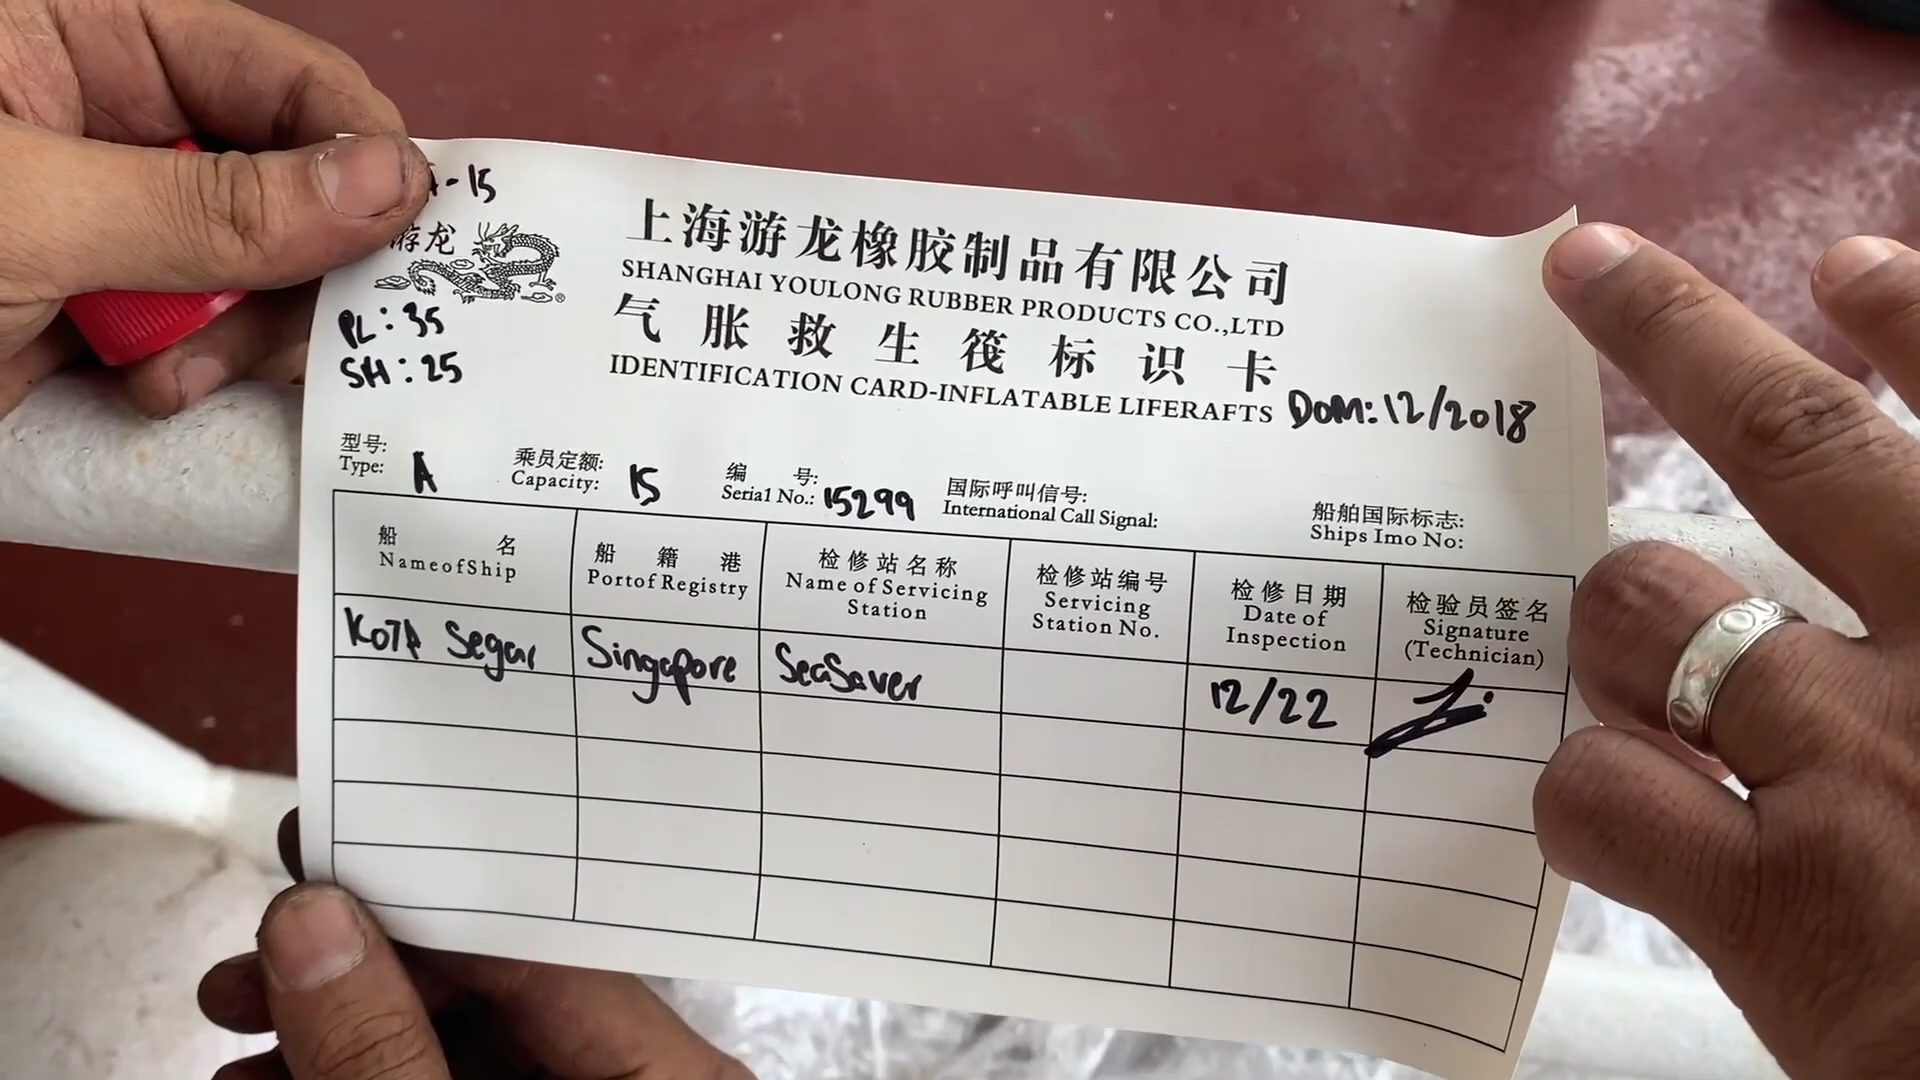 -15
游龙
®
上海游龙橡胶制品有限公司
SHANGHAI YOULONG RUBBER PRODUCTS CO.,LTD
气胀救生筏标识卡
IDENTIFICATION CARD-INFLATABLE LIFERAFTS
PL: 35
SH: 25
DOM: 12/2018
型号:
Type: A
乘员定额:
Capacity: 15
编号:
Serial No.: 15299
国际呼叫信号:
International Call Signal:
船舶国际标志:
Ships Imo No:
船名
Name of Ship
船籍港
Port of Registry
检修站名称
Name of Servicing
Station
检修站编号
Servicing
Station No.
检修日期
Date of
Inspection
检验员签名
Signature
(Technician)
KOTA Segar Singapore SeaSaver 12/22